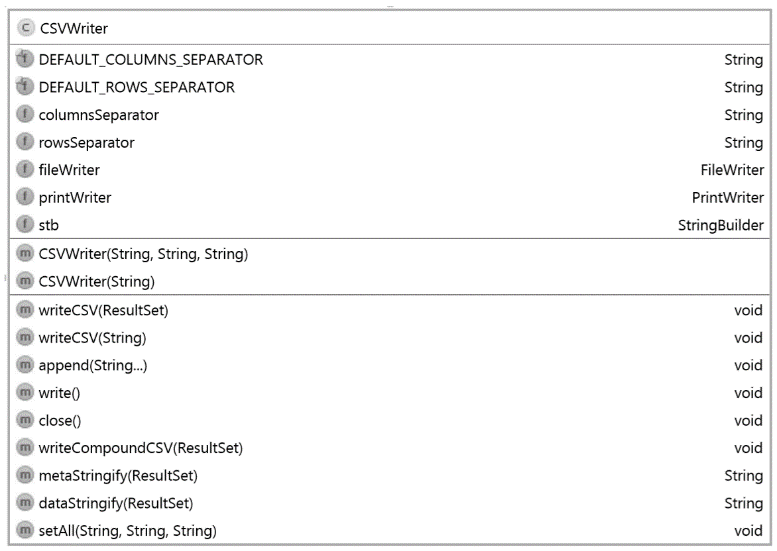 CSVWriter
DEFAULT_COLUMNS_SEPARATOR String
DEFAULT_ROWS_SEPARATOR String
columnsSeparator String
rowsSeparator String
fileWriter FileWriter
printWriter PrintWriter
stb StringBuilder
CSVWriter(String, String, String)
CSVWriter(String)
writeCSV(ResultSet) void
writeCSV(String) void
append(String...) void
write() void
close() void
writeCompoundCSV(ResultSet) void
metaStringify(ResultSet) String
dataStringify(ResultSet) String
setAll(String, String, String) void